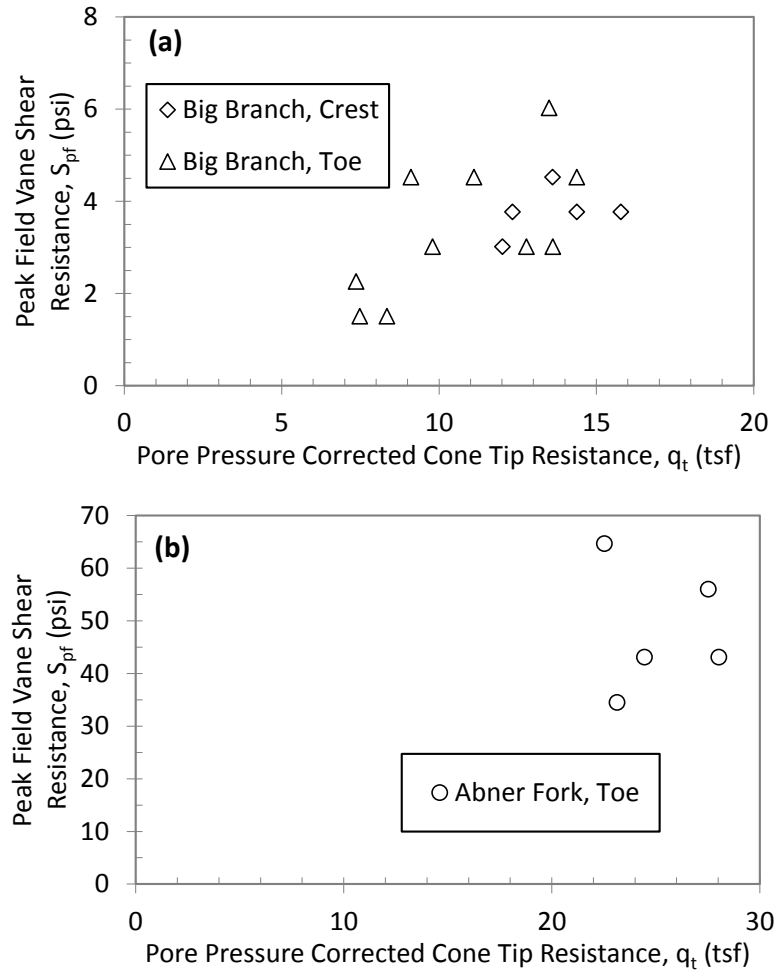 (a)
Peak Field Vane Shear
Resistance, Spf (psi)
8
6
4
2
0
Big Branch, Crest
Big Branch, Toe
0 5 10 15 20
Pore Pressure Corrected Cone Tip Resistance, qt (tsf)
(b)
Peak Field Vane Shear
Resistance, Spf (psi)
70
60
50
40
30
20
10
0
Abner Fork, Toe
0 10 20 30
Pore Pressure Corrected Cone Tip Resistance, qt (tsf)